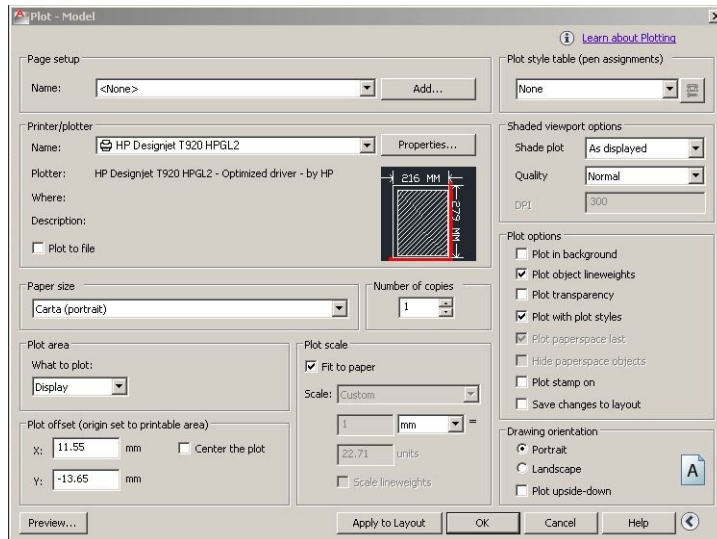 Plot - Model
Learn about Plotting
Page setup
Name: <None> Add...
Plot style table (pen assignments)
None
Printer/plotter
Name: HP Designjet T920 HPGL2 Properties...
Plotter: HP Designjet T920 HPGL2 - Optimized driver - by HP
Where:
Description:
Plot to file
216 MM
279 MM
Shaded viewport options
Shade plot As displayed
Quality Normal
DPI 300
Paper size
Carta (portrait)
Number of copies
1
Plot options
Plot in background
Plot object lineweights
Plot transparency
Plot with plot styles
Plot paperspace last
Hide paperspace objects
Plot stamp on
Save changes to layout
Plot area
What to plot:
Display
Plot scale
Fit to paper
Scale: Custom
1 mm =
22.71 units
Scale lineweights
Plot offset (origin set to printable area)
X: 11.55 mm Center the plot
Y: -13.65 mm
Drawing orientation
Portrait
Landscape
Plot upside-down
A
Preview... Apply to Layout OK Cancel Help